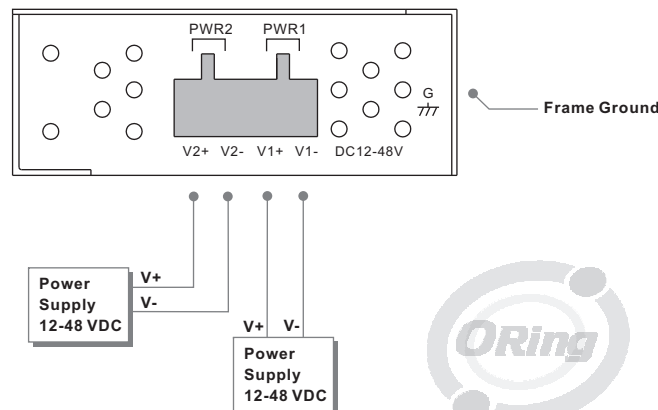 PWR2 PWR1
G
Frame Ground
V2+ V2- V1+ V1- DC12-48V
Power
Supply
12-48 VDC
V+
V-
V+ V-
Power
Supply
12-48 VDC
ORing